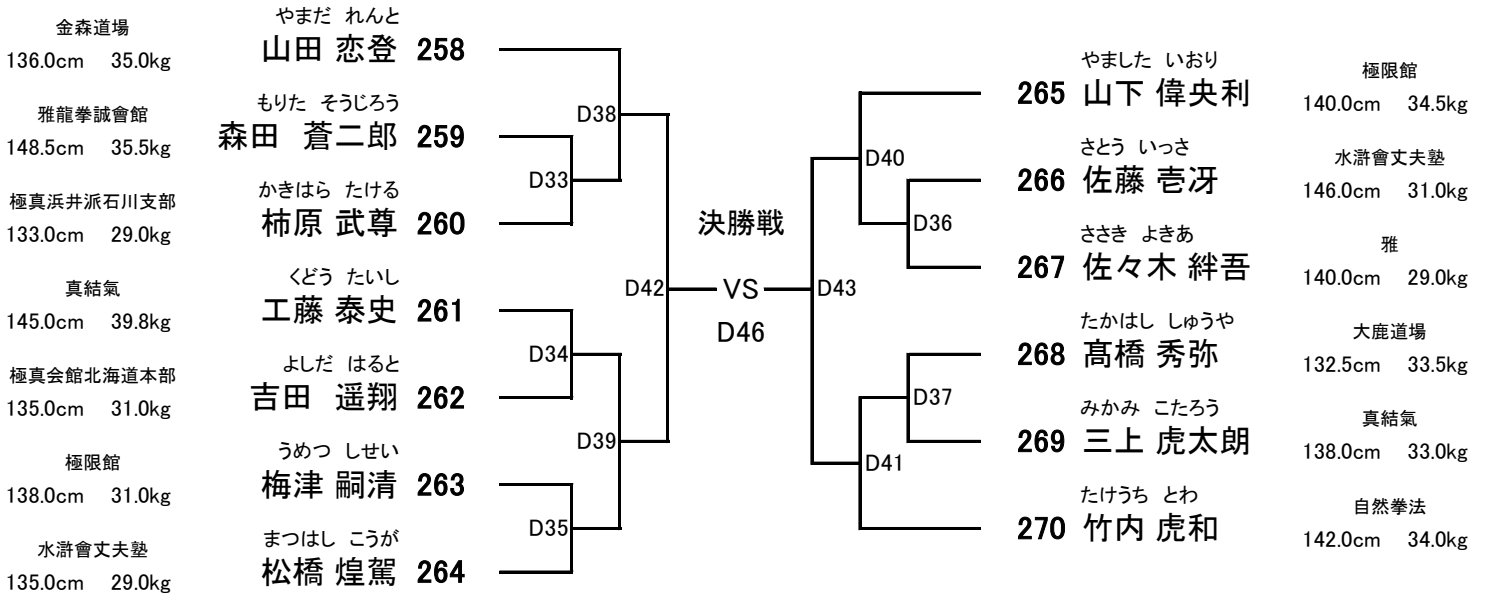 金森道場
136.0cm 35.0kg
やまだ れんと
山田 恋登 258
雅龍拳誠會館
148.5cm 35.5kg
もりた そうじろう
森田 蒼二郎 259
極真浜井派石川支部
133.0cm 29.0kg
かきはら たける
柿原 武尊 260
真結氣
145.0cm 39.8kg
くどう たいし
工藤 泰史 261
極真会館北海道本部
135.0cm 31.0kg
よしだ はると
吉田 遥翔 262
極限館
138.0cm 31.0kg
うめつ しせい
梅津 嗣清 263
水滸會丈夫塾
135.0cm 29.0kg
まつはし こうが
松橋 煌駕 264
D38
D33
D34
D39
D35
D42
決勝戦
VS
D46
D43
D40
D36
D37
D41
やました いおり
265 山下 偉央利
極限館
140.0cm 34.5kg
さとう いっさ
266 佐藤 壱冴
水滸會丈夫塾
146.0cm 31.0kg
ささき よきあ
267 佐々木 絆吾
雅
140.0cm 29.0kg
たかはし しゅうや
268 髙橋 秀弥
大鹿道場
132.5cm 33.5kg
みかみ こたろう
269 三上 虎太朗
真結氣
138.0cm 33.0kg
たけうち とわ
270 竹内 虎和
自然拳法
142.0cm 34.0kg